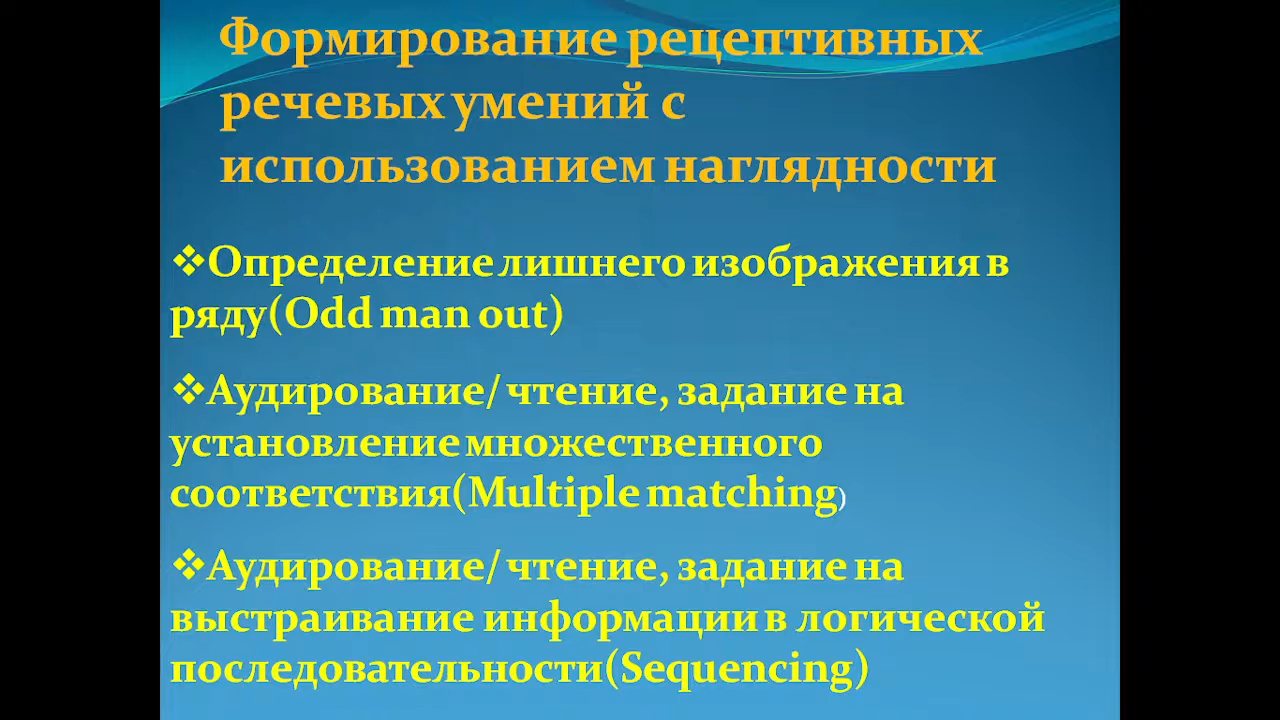 Формирование рецептивных
речевых умений с
использованием наглядности
❖Определение лишнего изображения в
ряду(Odd man out)
❖Аудирование/ чтение, задание на
установление множественного
соответствия(Multiple matching)
❖Аудирование/ чтение, задание на
выстраивание информации в логической
последовательности(Sequencing)